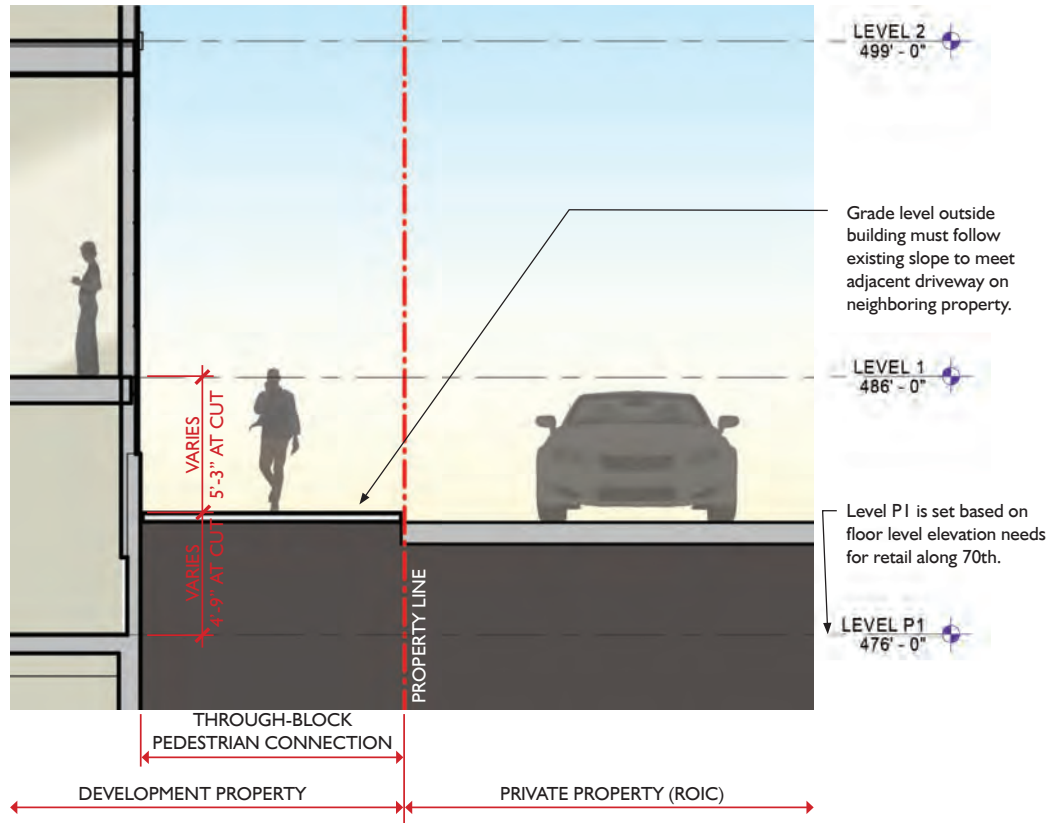 LEVEL 2
499' - 0"
Grade level outside
building must follow
existing slope to meet
adjacent driveway on
neighboring property.
LEVEL 1
486' - 0"
VARIES
5'-3" AT CUT
VARIES
4'-9" AT CUT
PROPERTY LINE
Level P1 is set based on
floor level elevation needs
for retail along 70th.
LEVEL P1
476' - 0"
THROUGH-BLOCK
PEDESTRIAN CONNECTION
DEVELOPMENT PROPERTY
PRIVATE PROPERTY (ROIC)